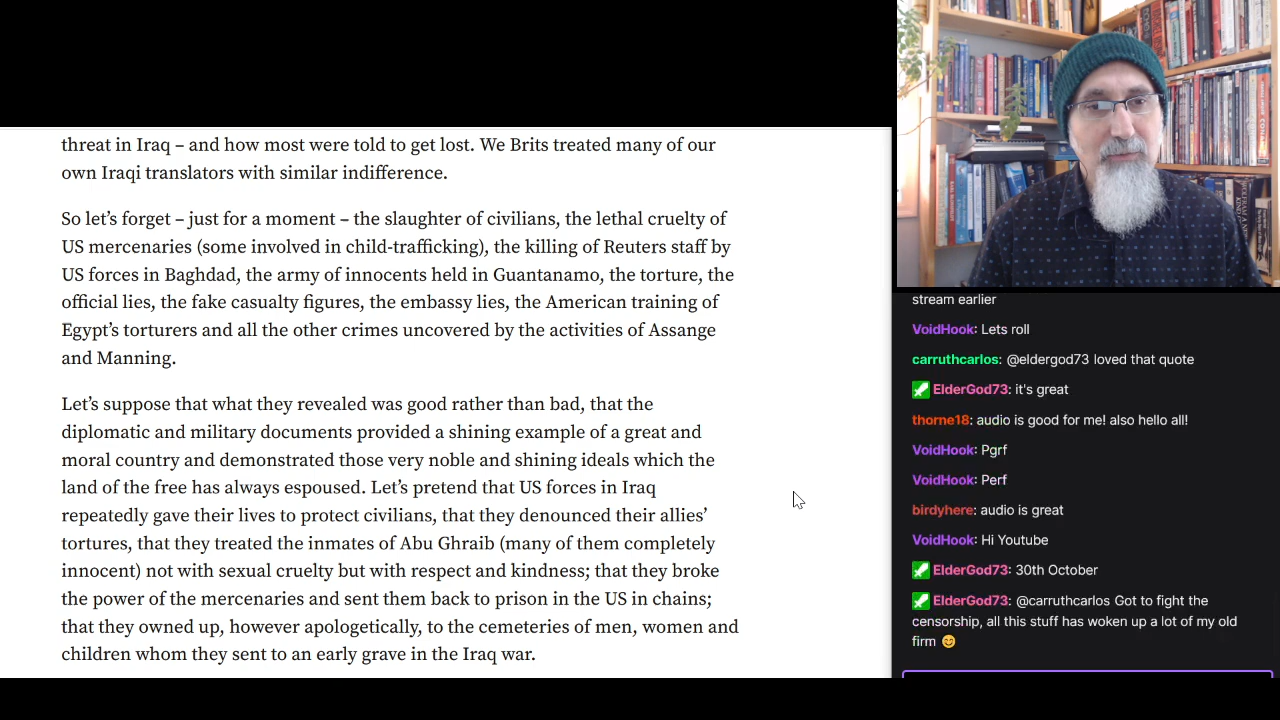 threat in Iraq – and how most were told to get lost. We Brits treated many of our
own Iraqi translators with similar indifference.
So let’s forget – just for a moment – the slaughter of civilians, the lethal cruelty of
US mercenaries (some involved in child-trafficking), the killing of Reuters staff by
US forces in Baghdad, the army of innocents held in Guantanamo, the torture, the
official lies, the fake casualty figures, the embassy lies, the American training of
Egypt’s torturers and all the other crimes uncovered by the activities of Assange
and Manning.
Let’s suppose that what they revealed was good rather than bad, that the
diplomatic and military documents provided a shining example of a great and
moral country and demonstrated those very noble and shining ideals which the
land of the free has always espoused. Let’s pretend that US forces in Iraq
repeatedly gave their lives to protect civilians, that they denounced their allies’
tortures, that they treated the inmates of Abu Ghraib (many of them completely
innocent) not with sexual cruelty but with respect and kindness; that they broke
the power of the mercenaries and sent them back to prison in the US in chains;
that they owned up, however apologetically, to the cemeteries of men, women and
children whom they sent to an early grave in the Iraq war.
stream earlier
VoidHook: Lets roll
carruthcarlos: @eldergod73 loved that quote
ElderGod73: it's great
thorne18: audio is good for me! also hello all!
VoidHook: Pgrf
VoidHook: Perf
birdyhere: audio is great
VoidHook: Hi Youtube
ElderGod73: 30th October
ElderGod73: @carruthcarlos Got to fight the
censorship, all this stuff has woken up a lot of my old
firm 😊